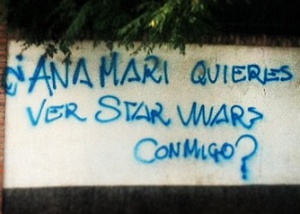 ¿ANA MARI QUIERES
VER STAR WARS
CONMIGO?